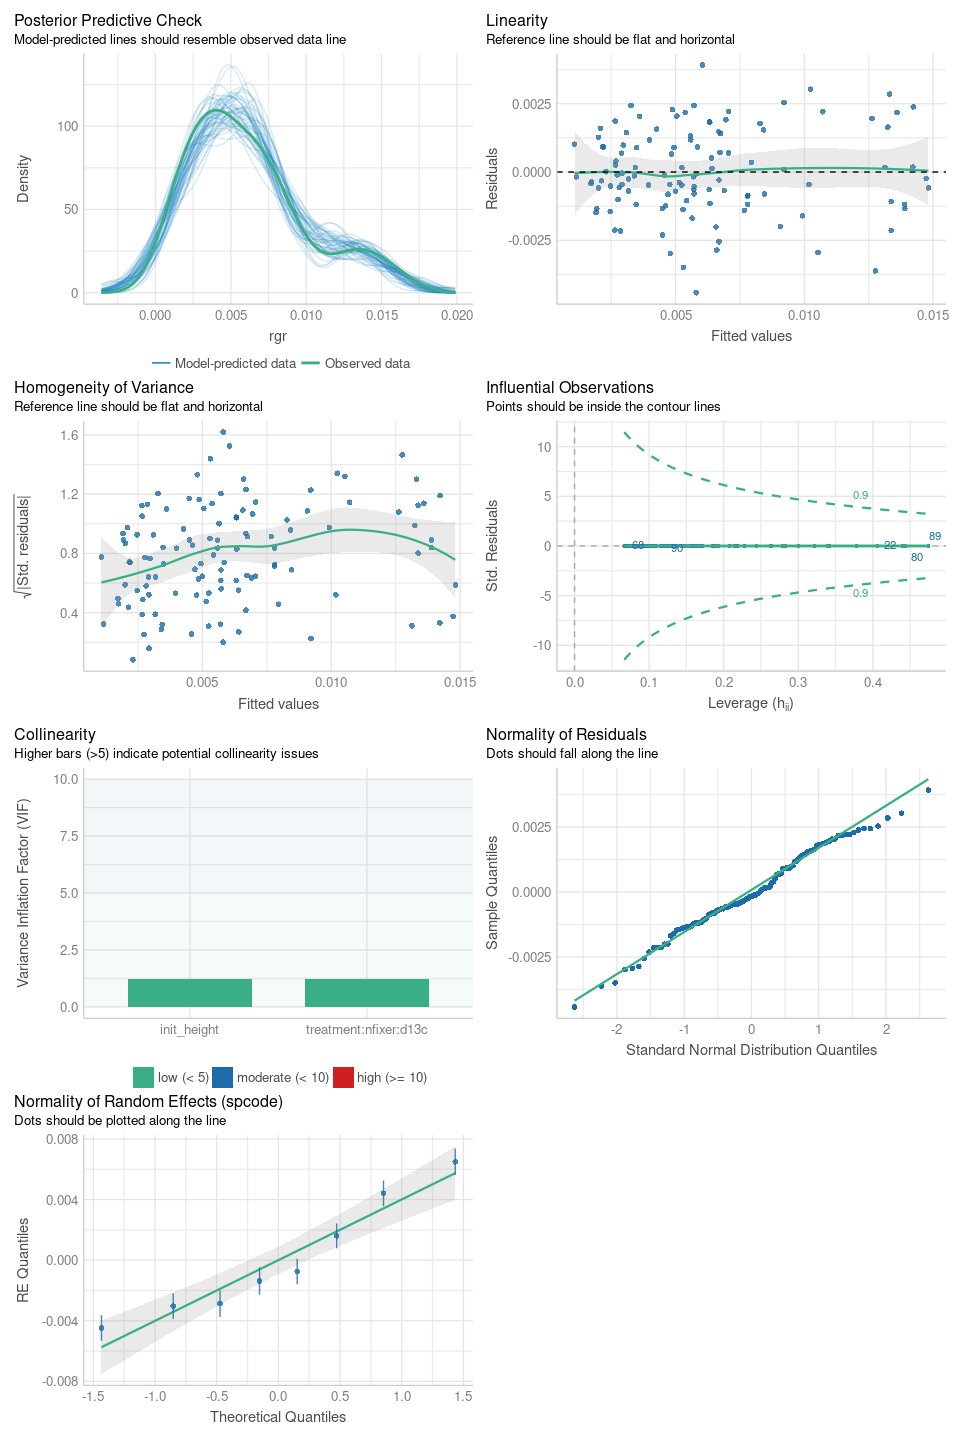 Posterior Predictive Check
Model-predicted lines should resemble observed data line
Density
100
50
0
0.000 0.005 0.010 0.015 0.020
rgr
Model-predicted data Observed data
Linearity
Reference line should be flat and horizontal
Residuals
0.0025
0.0000
-0.0025
0.005 0.010 0.015
Fitted values
Homogeneity of Variance
Reference line should be flat and horizontal
√|Std. residuals|
1.6
1.2
0.8
0.4
0.005 0.010 0.015
Fitted values
Influential Observations
Points should be inside the contour lines
Std. Residuals
10
5
0
-5
-10
0.9
89
68 90 22
80
0.9
0.0 0.1 0.2 0.3 0.4
Leverage (hii)
Collinearity
Higher bars (>5) indicate potential collinearity issues
Variance Inflation Factor (VIF)
10.0
7.5
5.0
2.5
0.0
init_height treatment:nfixer:d13c
low (< 5) moderate (< 10) high (>= 10)
Normality of Residuals
Dots should fall along the line
Sample Quantiles
0.0025
0.0000
-0.0025
-2 -1 0 1 2
Standard Normal Distribution Quantiles
Normality of Random Effects (spcode)
Dots should be plotted along the line
RE Quantiles
0.008
0.004
0.000
-0.004
-0.008
-1.5 -1.0 -0.5 0.0 0.5 1.0 1.5
Theoretical Quantiles